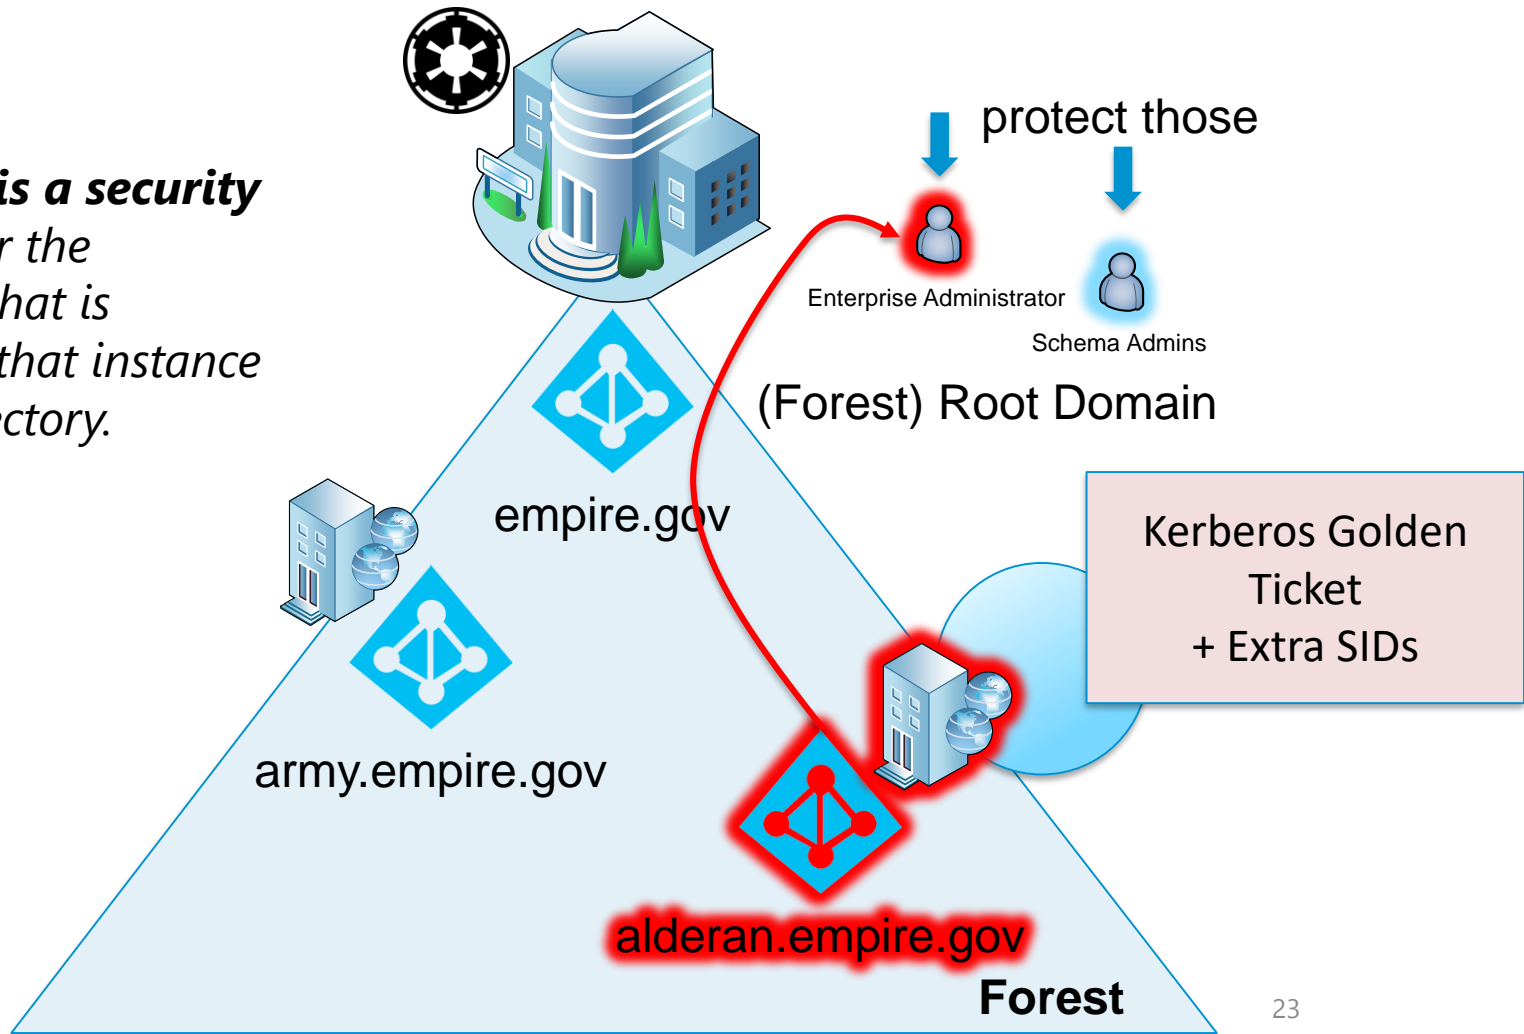 is a security
r the
hat is
that instance
ectory.
protect those
Enterprise Administrator
Schema Admins
(Forest) Root Domain
empire.gov
Kerberos Golden
Ticket
+ Extra SIDs
army.empire.gov
alderan.empire.gov
Forest
23